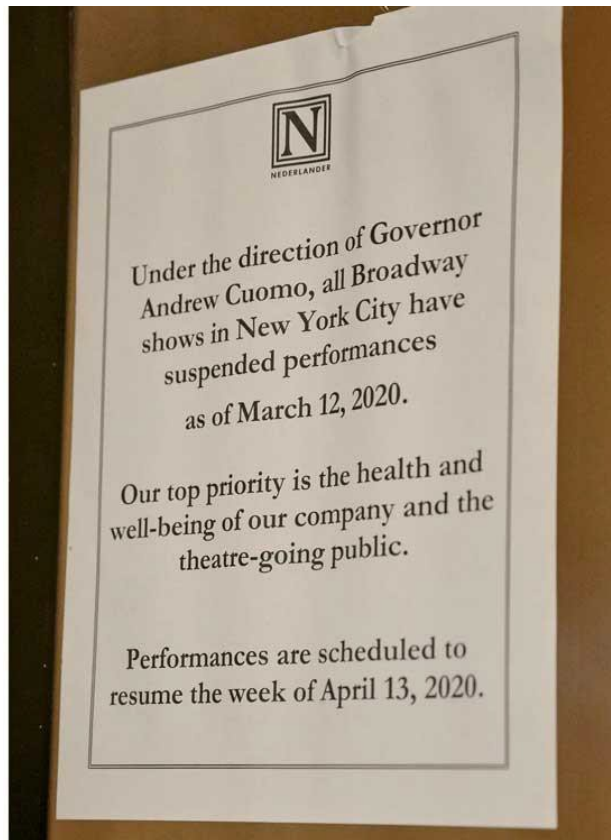 N
NEDERLANDER
Under the direction of Governor
Andrew Cuomo, all Broadway
shows in New York City have
suspended performances
as of March 12, 2020.
Our top priority is the health and
well-being of our company and the
theatre-going public.
Performances are scheduled to
resume the week of April 13, 2020.